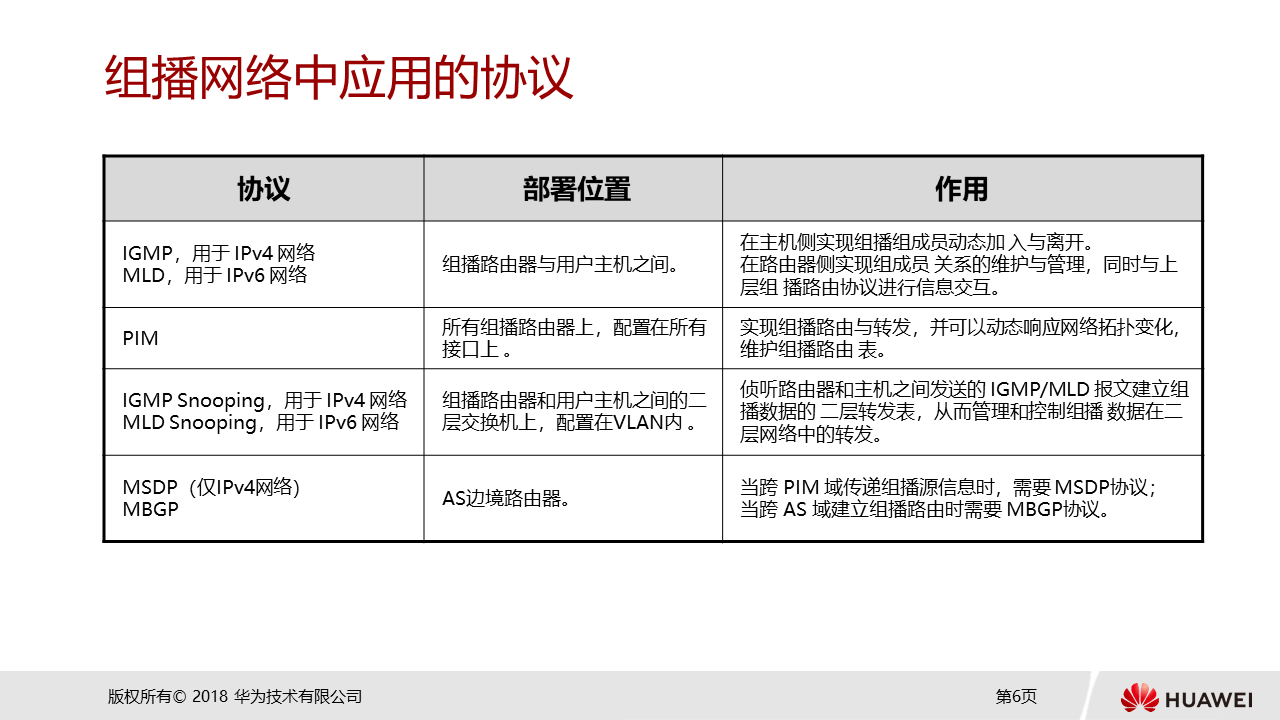 组播网络中应用的协议
协议
部署位置
作用
IGMP，用于 IPv4 网络
MLD，用于 IPv6 网络
组播路由器与用户主机之间。
在主机侧实现组播组成员动态加 入与离开。
在路由器侧实现组成员 关系的维护与管理，同时与上
层组 播路由协议进行信息交互。
PIM
所有组播路由器上，配置在所有
接口上 。
实现组播路由与转发，并可以动态响应网络拓扑变化，
维护组播路由 表。
IGMP Snooping，用于 IPv4 网络
MLD Snooping，用于 IPv6 网络
组播路由器和用户主机之间的二
层交换机上，配置在VLAN内 。
侦听路由器和主机之间发送的 IGMP/MLD 报文建立组
播数据的 二层转发表，从而管理和控制组播 数据在二
层网络中的转发。
MSDP（仅IPv4网络）
MBGP
AS边境路由器。
当跨 PIM 域传递组播源信息时，需要 MSDP协议；
当跨 AS 域建立组播路由时需要 MBGP协议。
版权所有© 2018 华为技术有限公司
第6页
HUAWEI